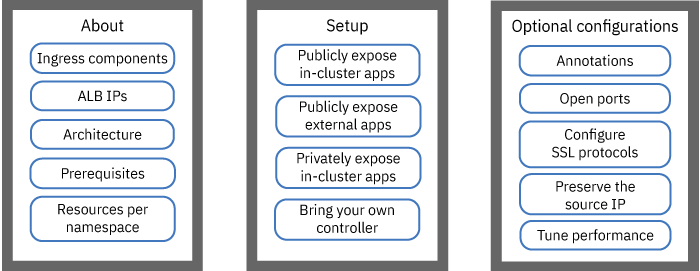 About
Ingress components
ALB IPs
Architecture
Prerequisites
Resources per
namespace
Setup
Publicly expose
in-cluster apps
Publicly expose
external apps
Privately expose
in-cluster apps
Bring your own
controller
Optional configurations
Annotations
Open ports
Configure
SSL protocols
Preserve the
source IP
Tune performance